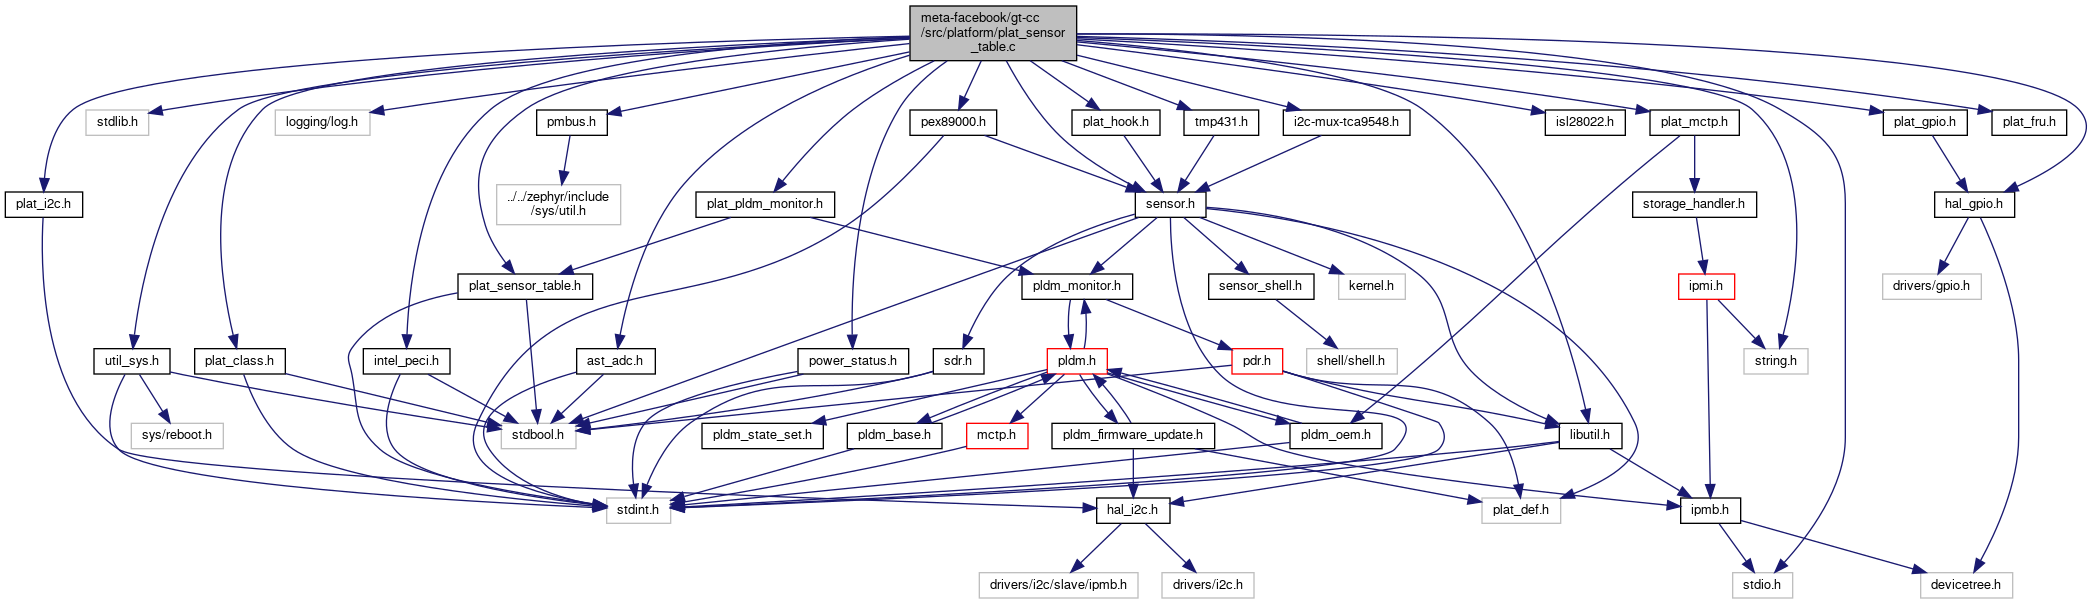 meta-facebook/gt-cc
/src/platform/plat_sensor
_table.c
stdlib.h
logging/log.h
pmbus.h
pex89000.h
plat_hook.h
tmp431.h
i2c-mux-tca9548.h
isl28022.h
plat_mctp.h
plat_gpio.h
plat_fru.h
plat_i2c.h
../../zephyr/include
/sys/util.h
plat_pldm_monitor.h
sensor.h
storage_handler.h
hal_gpio.h
plat_sensor_table.h
pldm_monitor.h
sensor_shell.h
kernel.h
ipmi.h
drivers/gpio.h
util_sys.h
plat_class.h
intel_peci.h
ast_adc.h
power_status.h
sdr.h
pldm.h
pdr.h
shell/shell.h
string.h
sys/reboot.h
stdbool.h
pldm_state_set.h
pldm_base.h
mctp.h
pldm_firmware_update.h
pldm_oem.h
libutil.h
stdint.h
hal_i2c.h
plat_def.h
ipmb.h
drivers/i2c/slave/ipmb.h
drivers/i2c.h
stdio.h
devicetree.h